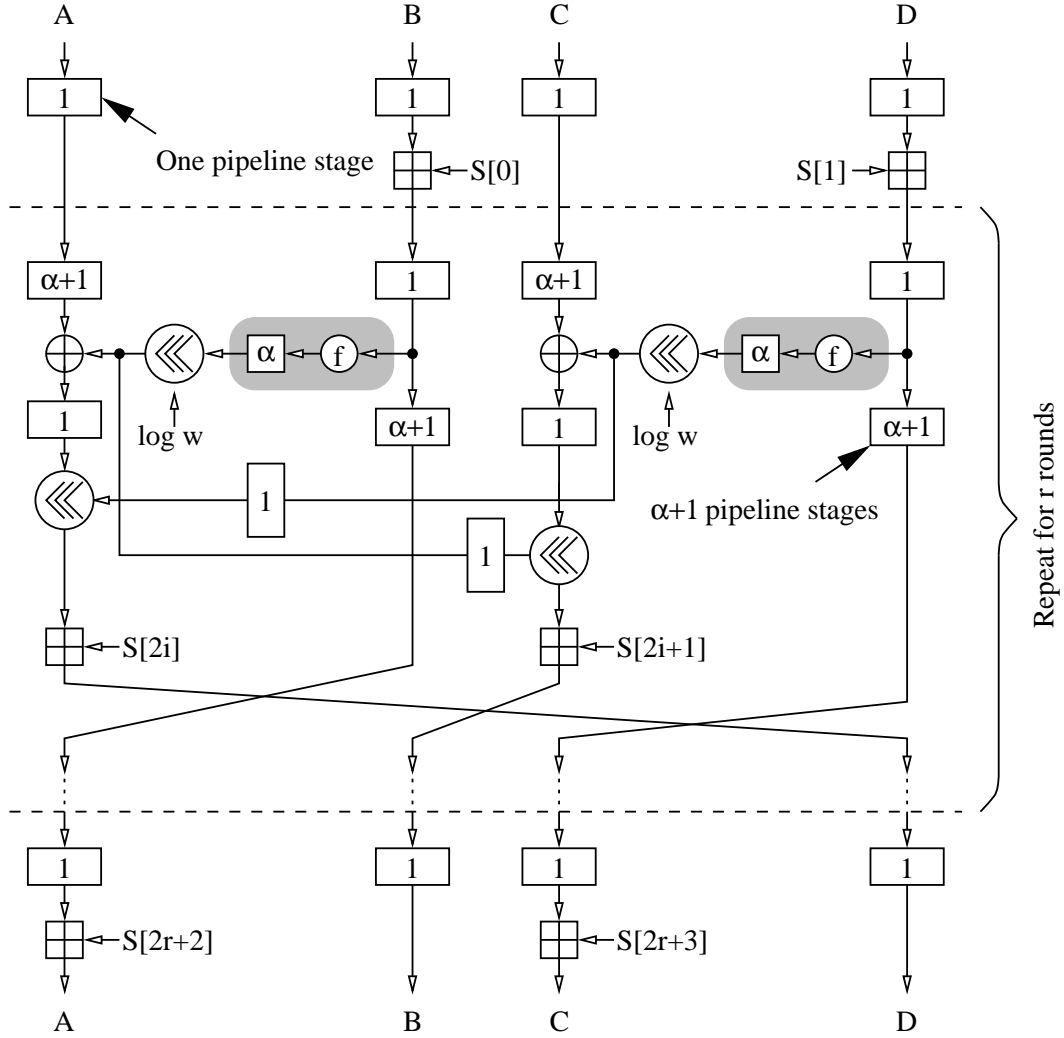 A B C D
1 1 1 1
One pipeline stage
S[0] S[1]
α+1 1 α+1 1
α f α f
1 log w α+1 1 log w α+1
1
α+1 pipeline stages
1
S[2i] S[2i+1]
Repeat for r rounds
1 1 1 1
S[2r+2] S[2r+3]
A B C D